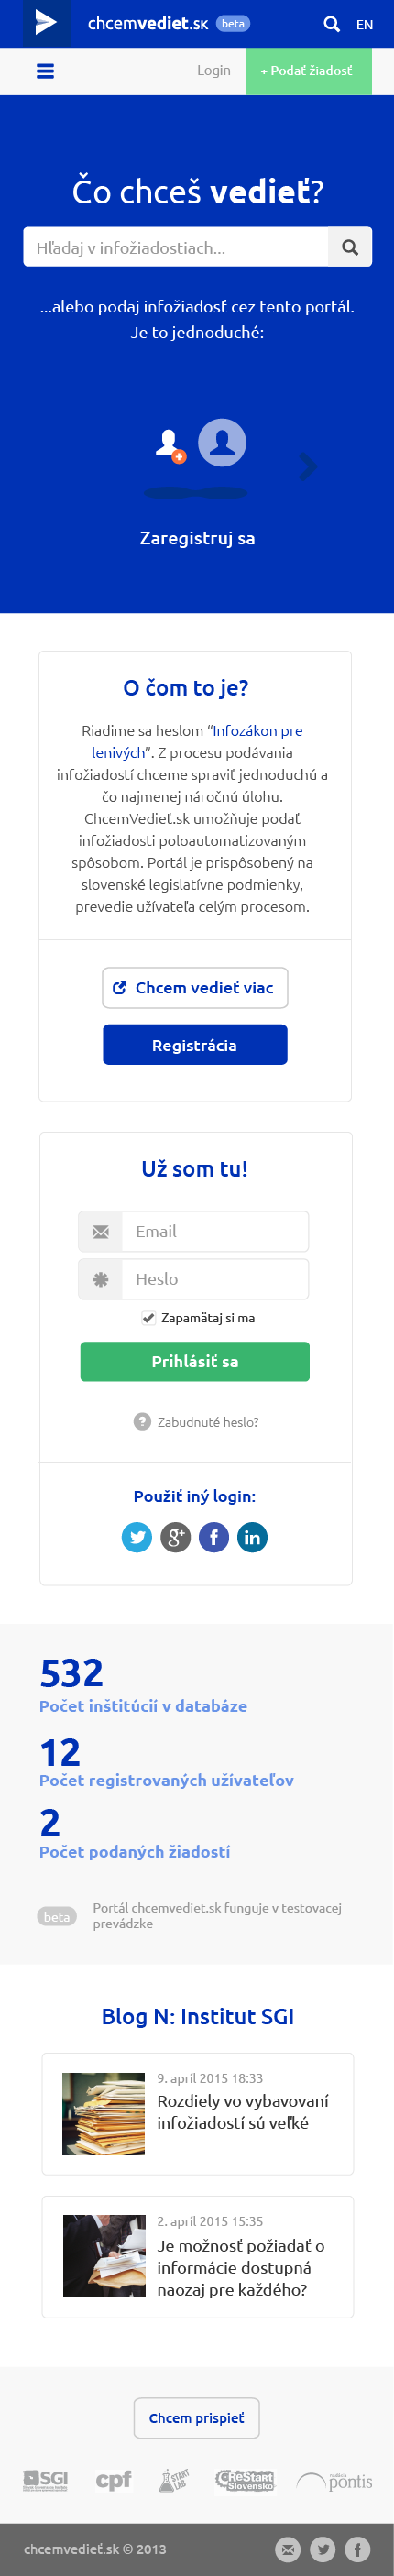 chcemvedieť.sk beta
EN
Login
+ Podať žiadosť
Čo chceš vedieť?
Hľadaj v infožiadostiach...
...alebo podaj infožiadosť cez tento portál.
Je to jednoduché:
Zaregistruj sa
O čom to je?
Riadime sa heslom “Infozákon pre
lenivých”. Z procesu podávania
infožiadostí chceme spraviť jednoduchú a
čo najmenej náročnú úlohu.
ChcemVedieť.sk umožňuje podať
infožiadosti poloautomatizovaným
spôsobom. Portál je prispôsobený na
slovenské legislatívne podmienky,
prevedie užívateľa celým procesom.
Chcem vedieť viac
Registrácia
Už som tu!
Email
Heslo
Zapamätaj si ma
Prihlásiť sa
? Zabudnuté heslo?
Použiť iný login:
532
Počet inštitúcií v databáze
12
Počet registrovaných užívateľov
2
Počet podaných žiadostí
beta
Portál chcemvediet.sk funguje v testovacej
prevádzke
Blog N: Institut SGI
9. apríl 2015 18:33
Rozdiely vo vybavovaní
infožiadostí sú veľké
2. apríl 2015 15:35
Je možnosť požiadať o
informácie dostupná
naozaj pre každého?
Chcem prispieť
SGI
cpf
START LAB
ReStart
Slovensko
pontis
chcemvedieť.sk © 2013